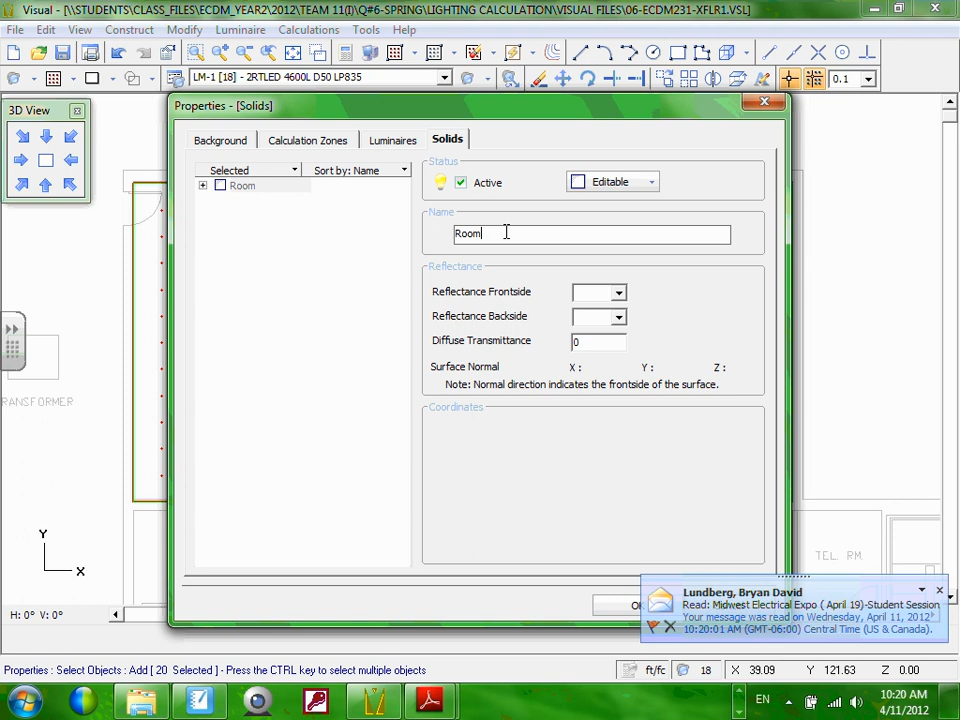 Visual - [\\STUDENTS\CLASS_FILES\ECDM_YEAR2\2012\TEAM 11(I)\Q#6-SPRING\LIGHTING CALCULATION\VISUAL FILES\06-ECDM231-XFLR1.VSL]
File Edit View Construct Modify Luminaire Calculations Tools Help
LM-1 [18] - 2RTLED 4600L D50 LP835
0.1
3D View
Properties - [Solids]
Background Calculation Zones Luminaires Solids
Selected Sort by: Name
Room
Status
Active Editable
Name
Room
Reflectance
Reflectance Frontside
Reflectance Backside
Diffuse Transmittance 0
Surface Normal X : Y : Z :
Note: Normal direction indicates the frontside of the surface.
Coordinates
RANSFORMER
TEL. RM.
Y
X
H: 0° V: 0°
Lundberg, Bryan David
Read: Midwest Electrical Expo ( April 19)-Student Session
Your message was read on Wednesday, April 11, 2012
10:20:01 AM (GMT-06:00) Central Time (US & Canada).
Properties : Select Objects : Add [ 20 Selected ] - Press the CTRL key to select multiple objects
ft/fc 18 X 39.09 Y 121.63 Z 0.00
EN
10:20 AM
4/11/2012